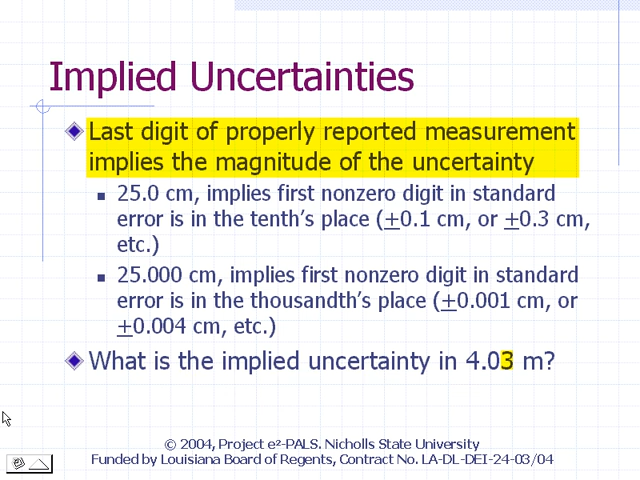 Implied Uncertainties
Last digit of properly reported measurement
implies the magnitude of the uncertainty
25.0 cm, implies first nonzero digit in standard
error is in the tenth's place (±0.1 cm, or ±0.3 cm,
etc.)
25.000 cm, implies first nonzero digit in standard
error is in the thousandth's place (±0.001 cm, or
±0.004 cm, etc.)
What is the implied uncertainty in 4.03 m?
© 2004, Project e²-PALS. Nicholls State University
Funded by Louisiana Board of Regents, Contract No. LA-DL-DEI-24-03/04